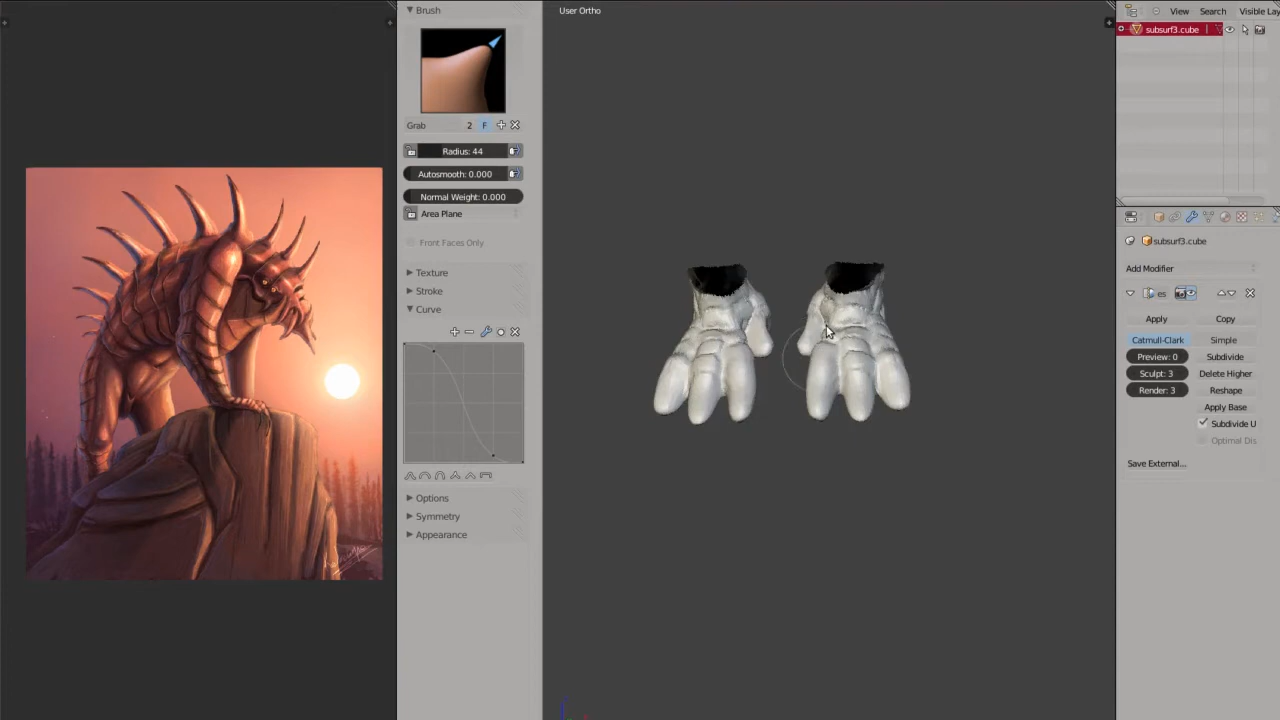 Brush
Grab 2 F
Radius: 44
Autosmooth: 0.000
Normal Weight: 0.000
Area Plane
Front Faces Only
Texture
Stroke
Curve
Options
Symmetry
Appearance
User Ortho
View Search Visible Lay
subsurf3.cube
subsurf3.cube
Add Modifier
es
Apply Copy
Catmull-Clark Simple
Preview: 0 Subdivide
Sculpt: 3 Delete Higher
Render: 3 Reshape
Apply Base
Subdivide U
Optimal Dis
Save External...